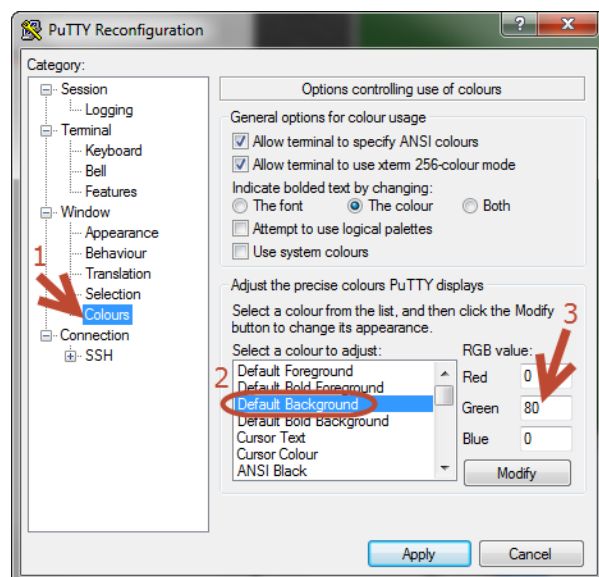 PuTTY Reconfiguration
?
X
Category:
Session
Logging
Terminal
Keyboard
Bell
Features
Window
Appearance
Behaviour
Translation
Selection
Colours
Connection
SSH
1
Options controlling use of colours
General options for colour usage
Allow terminal to specify ANSI colours
Allow terminal to use xterm 256-colour mode
Indicate bolded text by changing:
The font The colour Both
Attempt to use logical palettes
Use system colours
Adjust the precise colours PuTTY displays
Select a colour from the list, and then click the Modify
button to change its appearance.
3
Select a colour to adjust: RGB value:
2
Default Foreground
Default Bold Foreground
Default Background
Default Bold Background
Cursor Text
Cursor Colour
ANSI Black
Red 0
Green 80
Blue 0
Modify
Apply Cancel